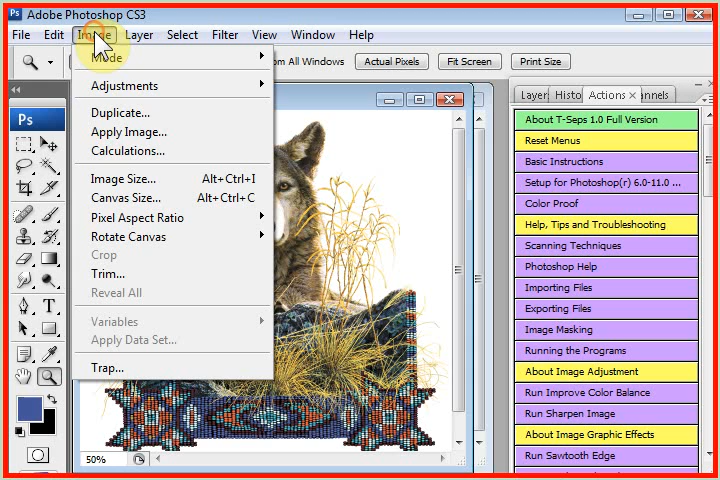 Adobe Photoshop CS3
File Edit Image Layer Select Filter View Window Help
All Windows Actual Pixels Fit Screen Print Size
Mode
Adjustments
Duplicate...
Apply Image...
Calculations...
Image Size... Alt+Ctrl+I
Canvas Size... Alt+Ctrl+C
Pixel Aspect Ratio
Rotate Canvas
Crop
Trim...
Reveal All
Variables
Apply Data Set...
Trap...
Ps
T
50%
Layer Histo Actions × annels
About T-Seps 1.0 Full Version
Reset Menus
Basic Instructions
Setup for Photoshop(r) 6.0-11.0 ...
Color Proof
Help, Tips and Troubleshooting
Scanning Techniques
Photoshop Help
Importing Files
Exporting Files
Image Masking
Running the Programs
About Image Adjustment
Run Improve Color Balance
Run Sharpen Image
About Image Graphic Effects
Run Sawtooth Edge